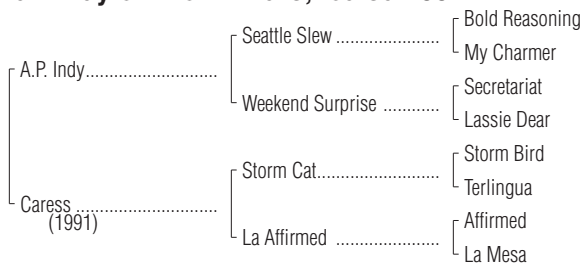 Seattle Slew
Bold Reasoning
My Charmer
A.P. Indy
Weekend Surprise
Secretariat
Lassie Dear
Storm Cat
Storm Bird
Terlingua
Caress
(1991)
La Affirmed
Affirmed
La Mesa